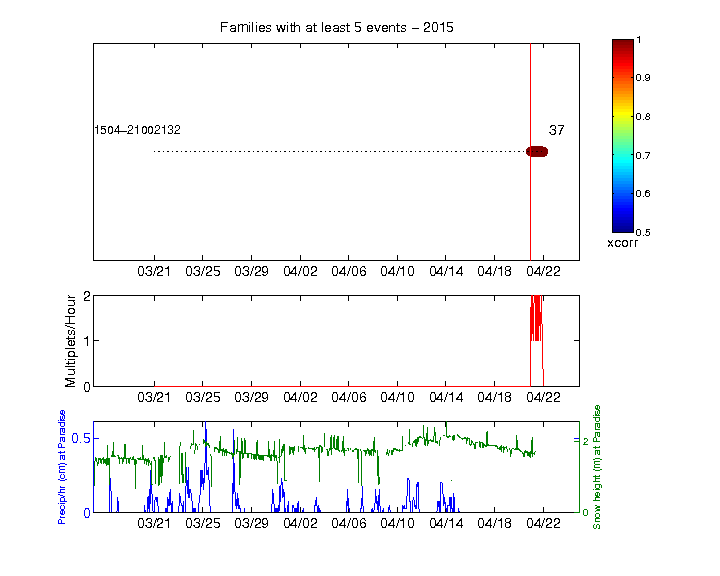 Families with at least 5 events − 2015
1504−21002132
37
03/21 03/25 03/29 04/02 04/06 04/10 04/14 04/18 04/22
1
0.9
0.8
0.7
0.6
0.5
xcorr
Multiplets/Hour
2
1
0
03/21 03/25 03/29 04/02 04/06 04/10 04/14 04/18 04/22
Precip/hr (cm) at Paradise
0.5
0
03/21 03/25 03/29 04/02 04/06 04/10 04/14 04/18 04/22
2
0
Snow height (m) at Paradise